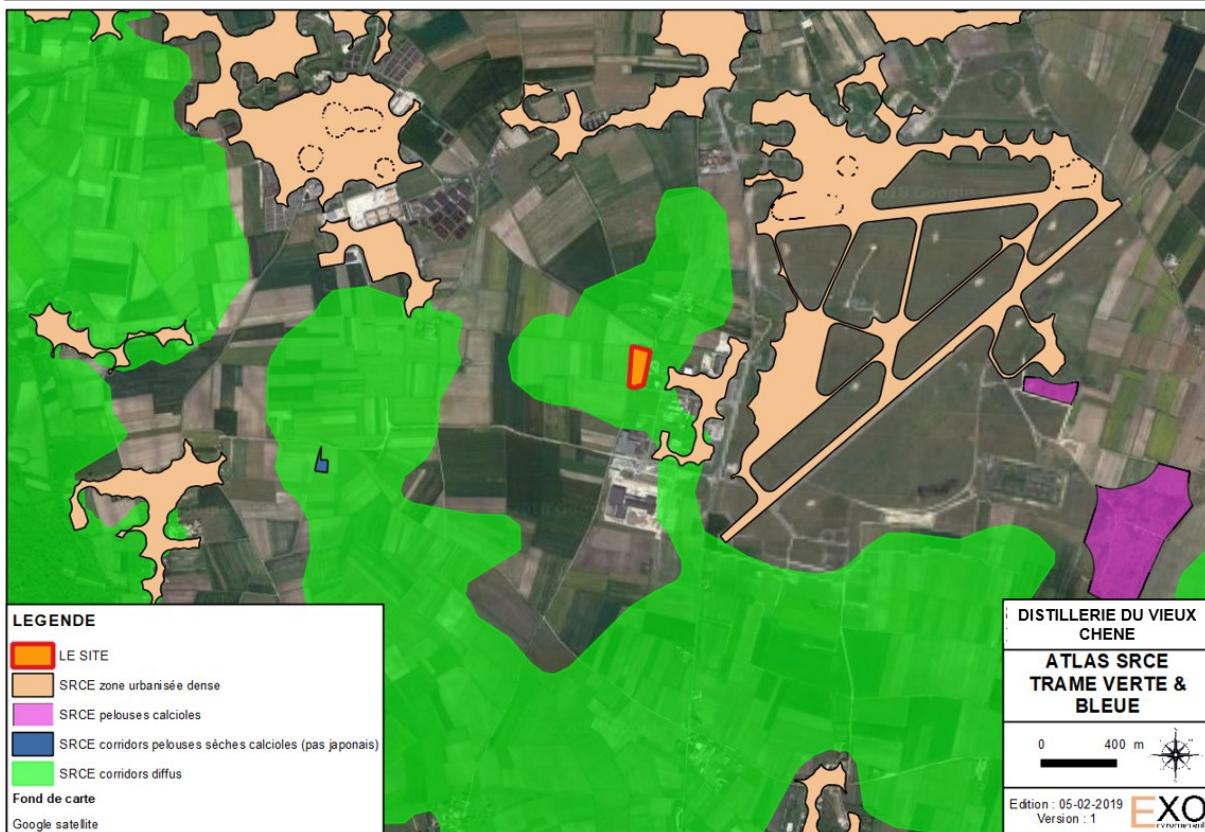 LEGENDE
LE SITE
SRCE zone urbanisée dense
SRCE pelouses calcioles
SRCE corridors pelouses sèches calcioles (pas japonais)
SRCE corridors diffus
Fond de carte
Google satellite
DISTILLERIE DU VIEUX
CHENE
ATLAS SRCE
TRAME VERTE &
BLEUE
0 400 m
Edition : 05-02-2019
Version : 1
EXO